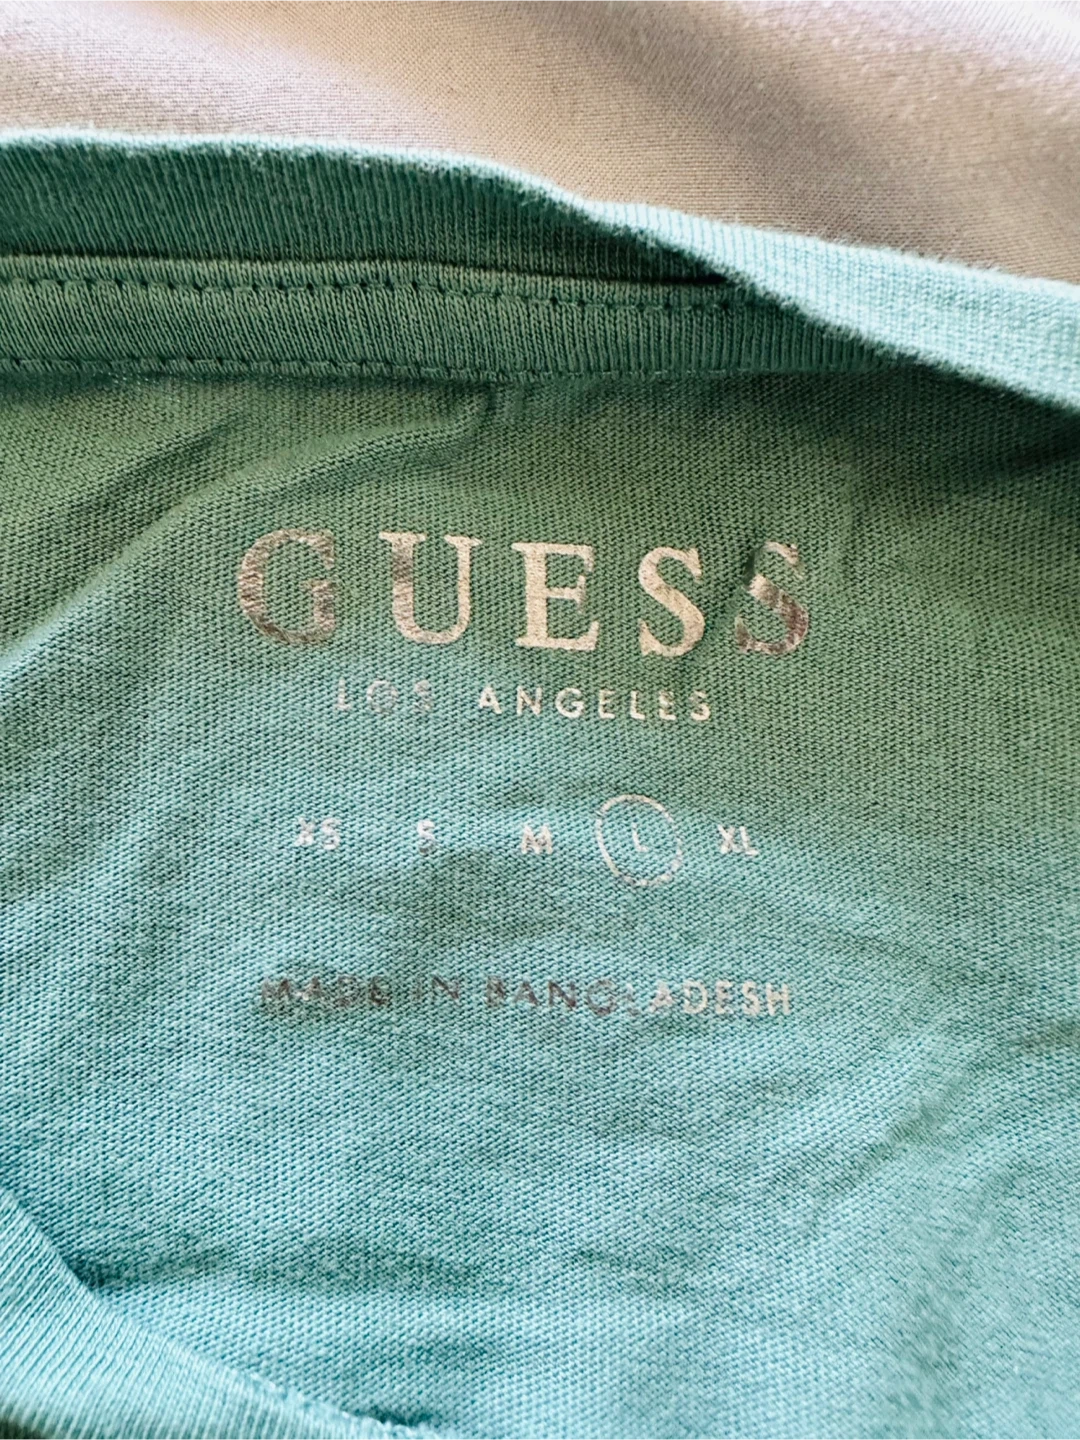 GUESS
LOS ANGELES
XS S M L XL
MADE IN BANGLADESH